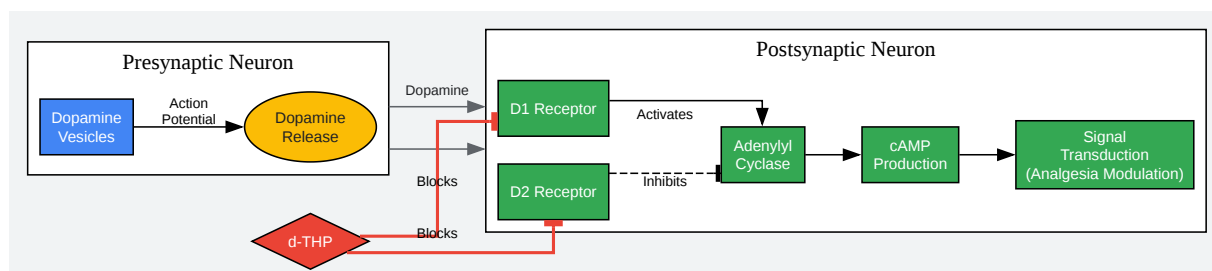 Presynaptic Neuron
Dopamine
Vesicles
Action
Potential
Dopamine
Release
Dopamine
Postsynaptic Neuron
D1 Receptor
Activates
Adenylyl
Cyclase
cAMP
Production
Signal
Transduction
(Analgesia Modulation)
D2 Receptor
Inhibits
Blocks
d-THP
Blocks